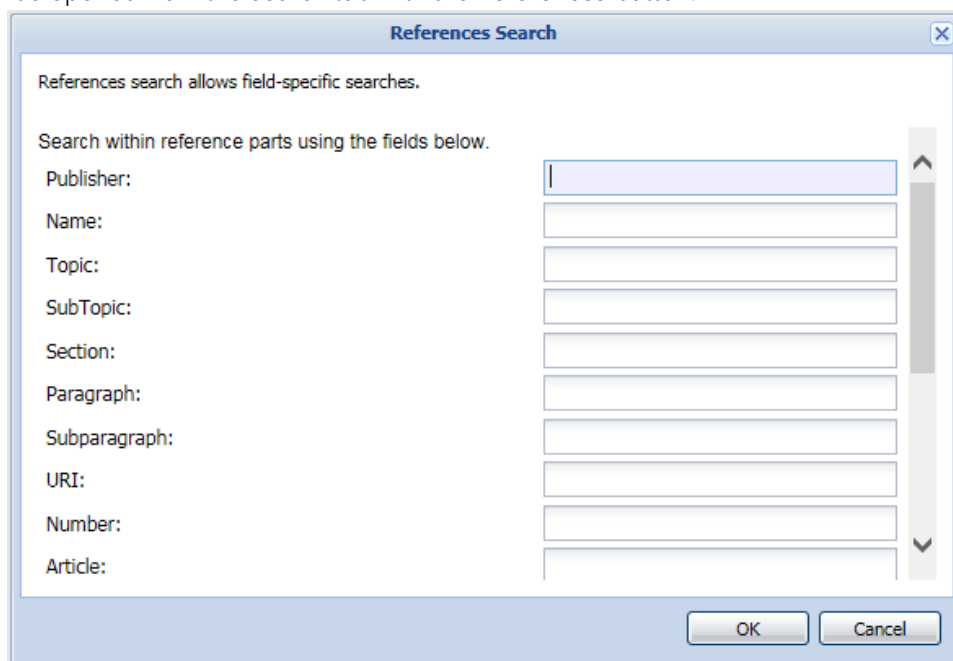 References Search
References search allows field-specific searches.
Search within reference parts using the fields below.
Publisher:
Name:
Topic:
SubTopic:
Section:
Paragraph:
Subparagraph:
URI:
Number:
Article:
OK Cancel